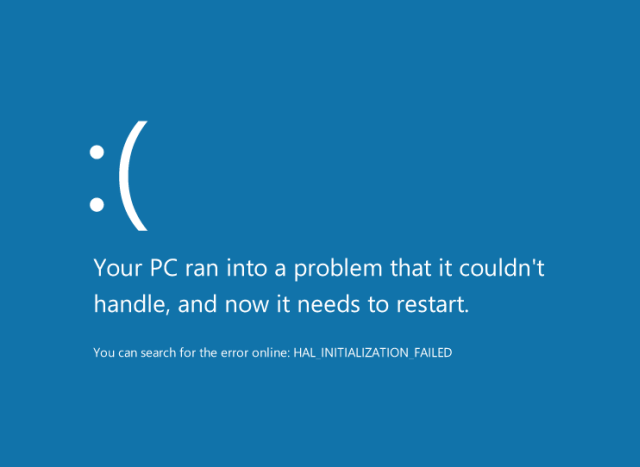 :(
Your PC ran into a problem that it couldn't
handle, and now it needs to restart.
You can search for the error online: HAL_INITIALIZATION_FAILED